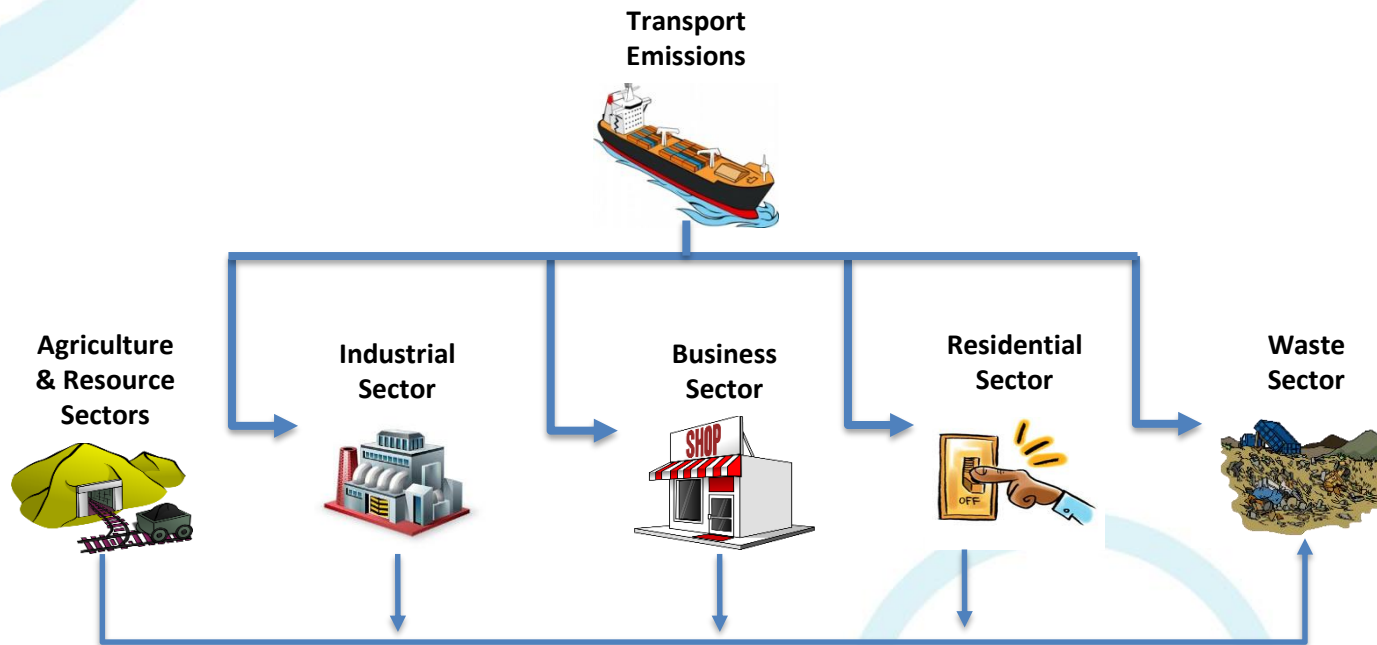 Transport
Emissions
Agriculture
& Resource
Sectors
Industrial
Sector
Business
Sector
Residential
Sector
Waste
Sector
SHOP
OFF